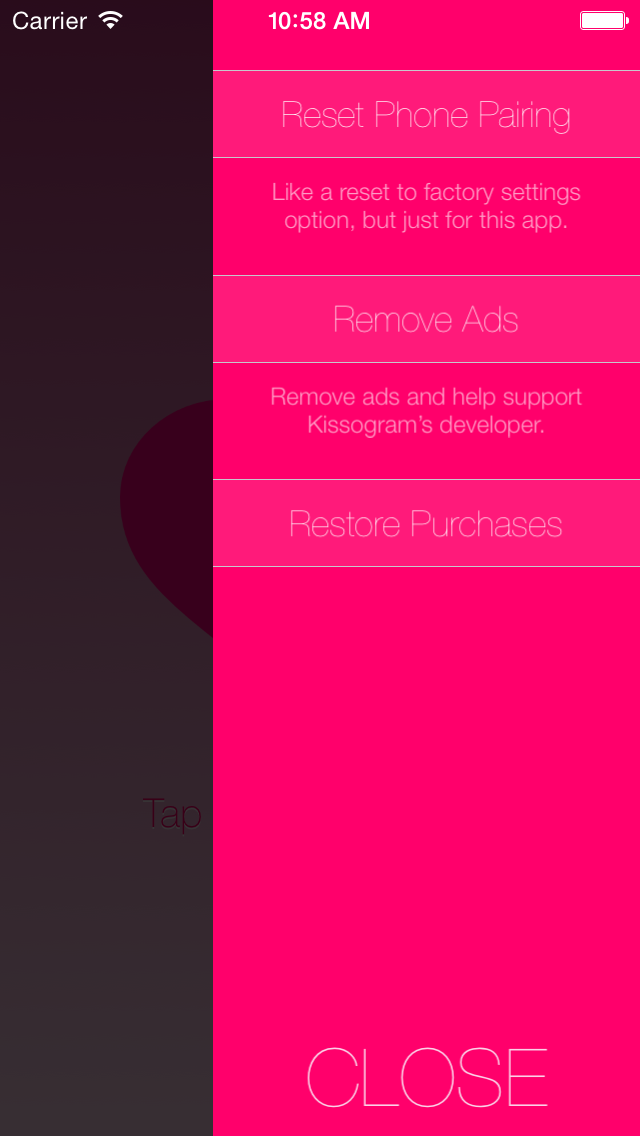 Carrier 10:58 AM
Reset Phone Pairing
Like a reset to factory settings
option, but just for this app.
Remove Ads
Remove ads and help support
Kissogram’s developer.
Restore Purchases
Tap
CLOSE